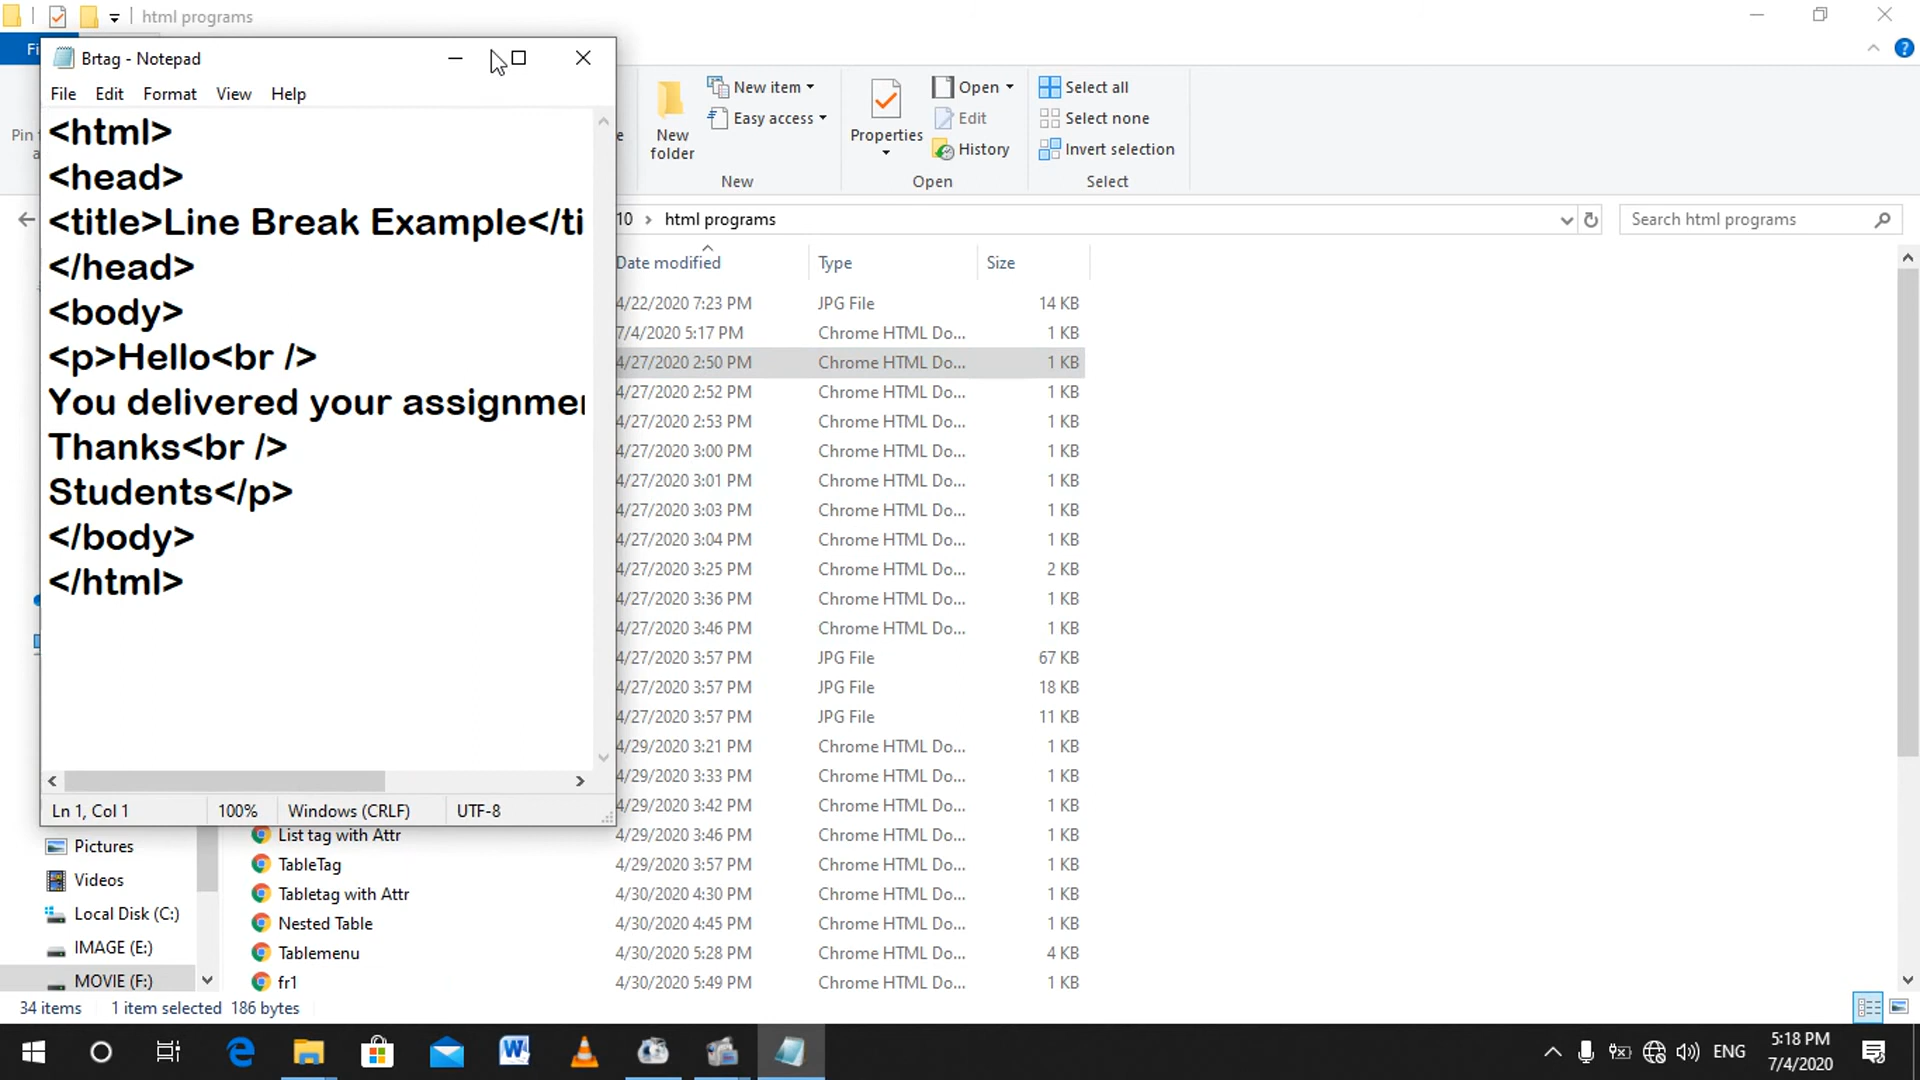 html programs
Fi
Brtag - Notepad
File Edit Format View Help
<html>
<head>
<title>Line Break Example</ti
</head>
<body>
<p>Hello<br />
You delivered your assignmen
Thanks<br />
Students</p>
</body>
</html>
Ln 1, Col 1 100% Windows (CRLF) UTF-8
Pin
New folder
New item
Easy access
New
Properties
Open
Edit
History
Open
Select all
Select none
Invert selection
Select
10 > html programs
Search html programs
Date modified Type Size
4/22/2020 7:23 PM JPG File 14 KB
7/4/2020 5:17 PM Chrome HTML Do... 1 KB
4/27/2020 2:50 PM Chrome HTML Do... 1 KB
4/27/2020 2:52 PM Chrome HTML Do... 1 KB
4/27/2020 2:53 PM Chrome HTML Do... 1 KB
4/27/2020 3:00 PM Chrome HTML Do... 1 KB
4/27/2020 3:01 PM Chrome HTML Do... 1 KB
4/27/2020 3:03 PM Chrome HTML Do... 1 KB
4/27/2020 3:04 PM Chrome HTML Do... 1 KB
4/27/2020 3:25 PM Chrome HTML Do... 2 KB
4/27/2020 3:36 PM Chrome HTML Do... 1 KB
4/27/2020 3:46 PM Chrome HTML Do... 1 KB
4/27/2020 3:57 PM JPG File 67 KB
4/27/2020 3:57 PM JPG File 18 KB
4/27/2020 3:57 PM JPG File 11 KB
4/29/2020 3:21 PM Chrome HTML Do... 1 KB
4/29/2020 3:33 PM Chrome HTML Do... 1 KB
4/29/2020 3:42 PM Chrome HTML Do... 1 KB
List tag with Attr 4/29/2020 3:46 PM Chrome HTML Do... 1 KB
TableTag 4/29/2020 3:57 PM Chrome HTML Do... 1 KB
Tabletag with Attr 4/30/2020 4:30 PM Chrome HTML Do... 1 KB
Nested Table 4/30/2020 4:45 PM Chrome HTML Do... 1 KB
Tablemenu 4/30/2020 5:28 PM Chrome HTML Do... 4 KB
fr1 4/30/2020 5:49 PM Chrome HTML Do... 1 KB
Pictures
Videos
Local Disk (C:)
IMAGE (E:)
MOVIE (F:)
34 items 1 item selected 186 bytes
ENG
5:18 PM
7/4/2020